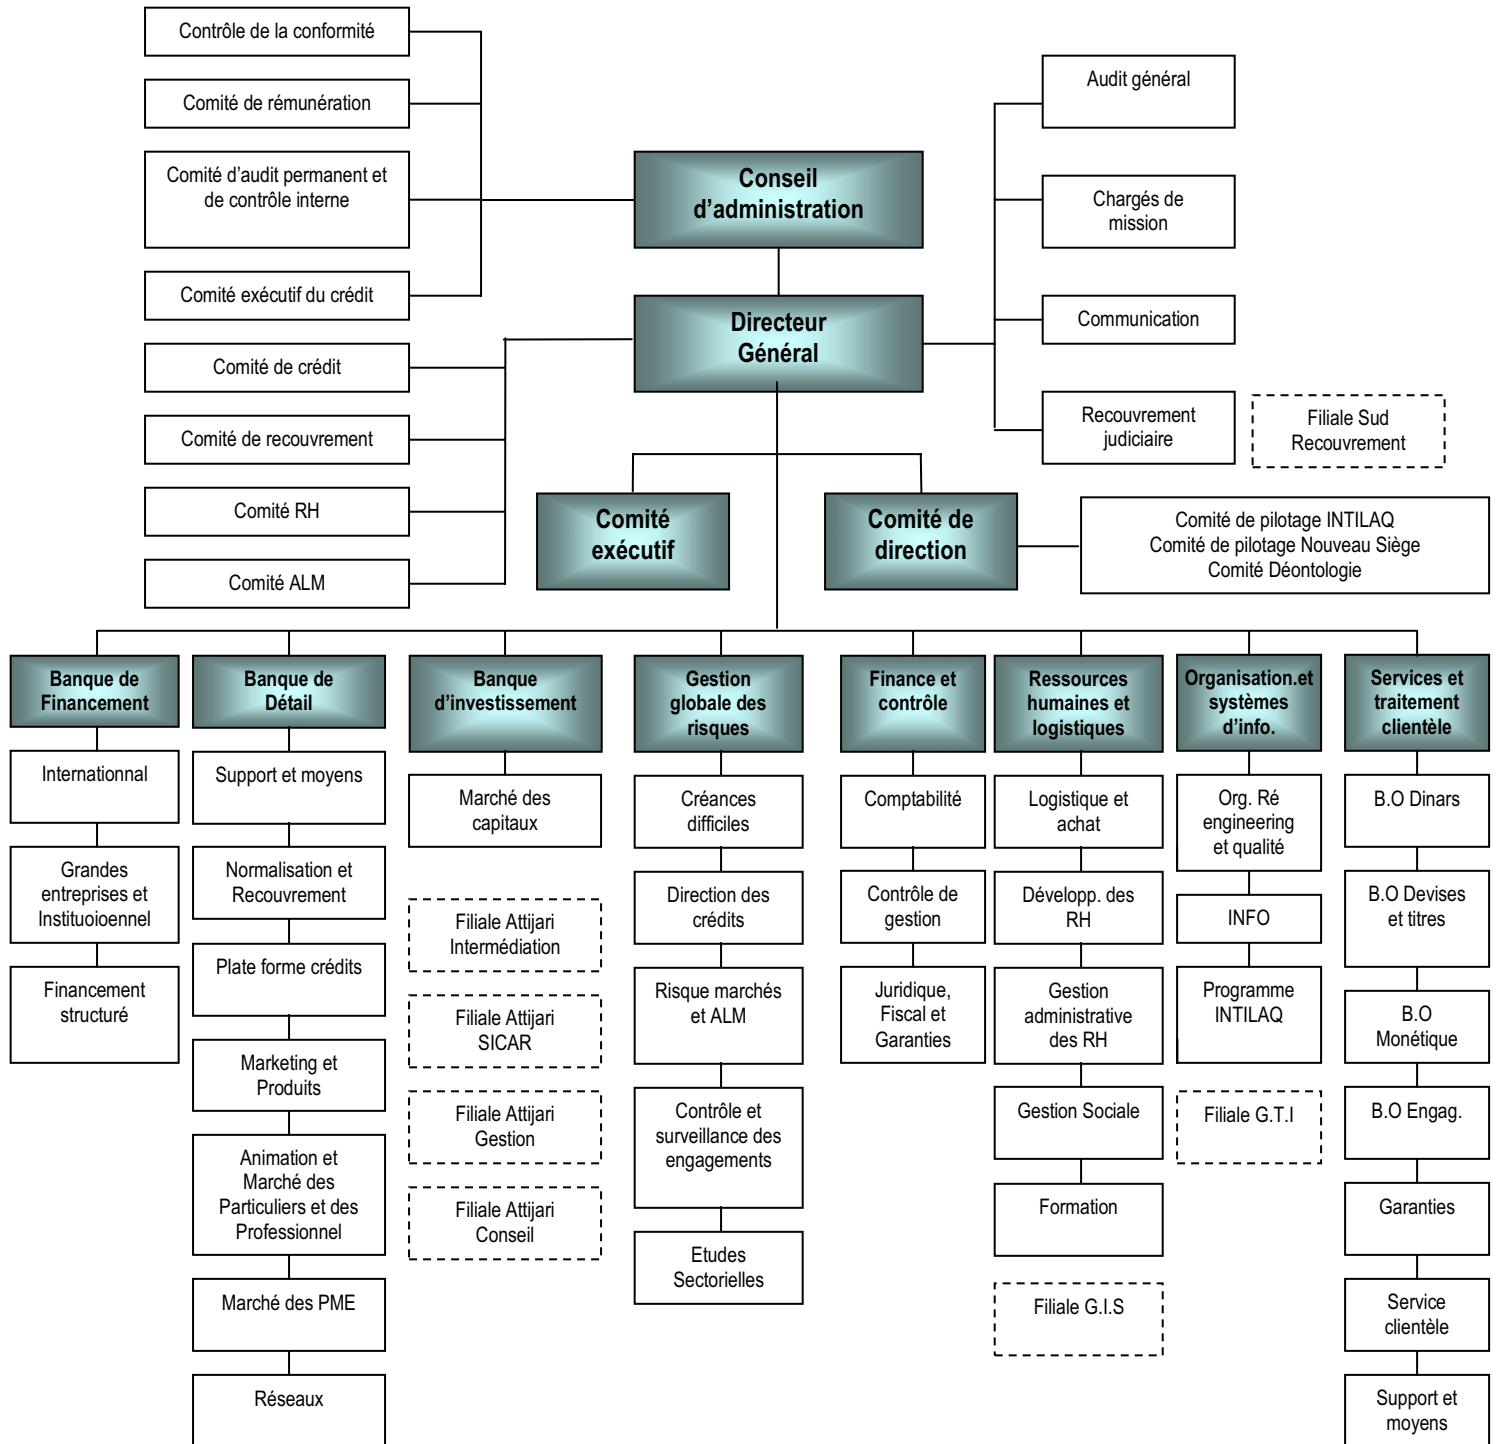 Contrôle de la conformité
Comité de rémunération
Comité d’audit permanent et
de contrôle interne
Comité exécutif du crédit
Comité de crédit
Comité de recouvrement
Comité RH
Comité ALM
Conseil
d’administration
Directeur
Général
Audit général
Chargés de
mission
Communication
Recouvrement
judiciaire
Filiale Sud
Recouvrement
Comité
exécutif
Comité de
direction
Comité de pilotage INTILAQ
Comité de pilotage Nouveau Siège
Comité Déontologie
Banque de
Financement
Internationnal
Grandes
entreprises et
Instituoioennel
Financement
structuré
Banque de
Détail
Support et moyens
Normalisation et
Recouvrement
Plate forme crédits
Marketing et
Produits
Animation et
Marché des
Particuliers et des
Professionnel
Marché des PME
Réseaux
Banque
d’investissement
Marché des
capitaux
Filiale Attijari
Intermédiation
Filiale Attijari
SICAR
Filiale Attijari
Gestion
Filiale Attijari
Conseil
Gestion
globale des
risques
Créances
difficiles
Direction des
crédits
Risque marchés
et ALM
Contrôle et
surveillance des
engagements
Etudes
Sectorielles
Finance et
contrôle
Comptabilité
Contrôle de
gestion
Juridique,
Fiscal et
Garanties
Ressources
humaines et
logistiques
Logistique et
achat
Développ. des
RH
Gestion
administrative
des RH
Gestion Sociale
Formation
Filiale G.I.S
Organisation.et
systèmes
d’info.
Org. Ré
engineering
et qualité
INFO
Programme
INTILAQ
Filiale G.T.I
Services et
traitement
clientèle
B.O Dinars
B.O Devises
et titres
B.O
Monétique
B.O Engag.
Garanties
Service
clientèle
Support et
moyens